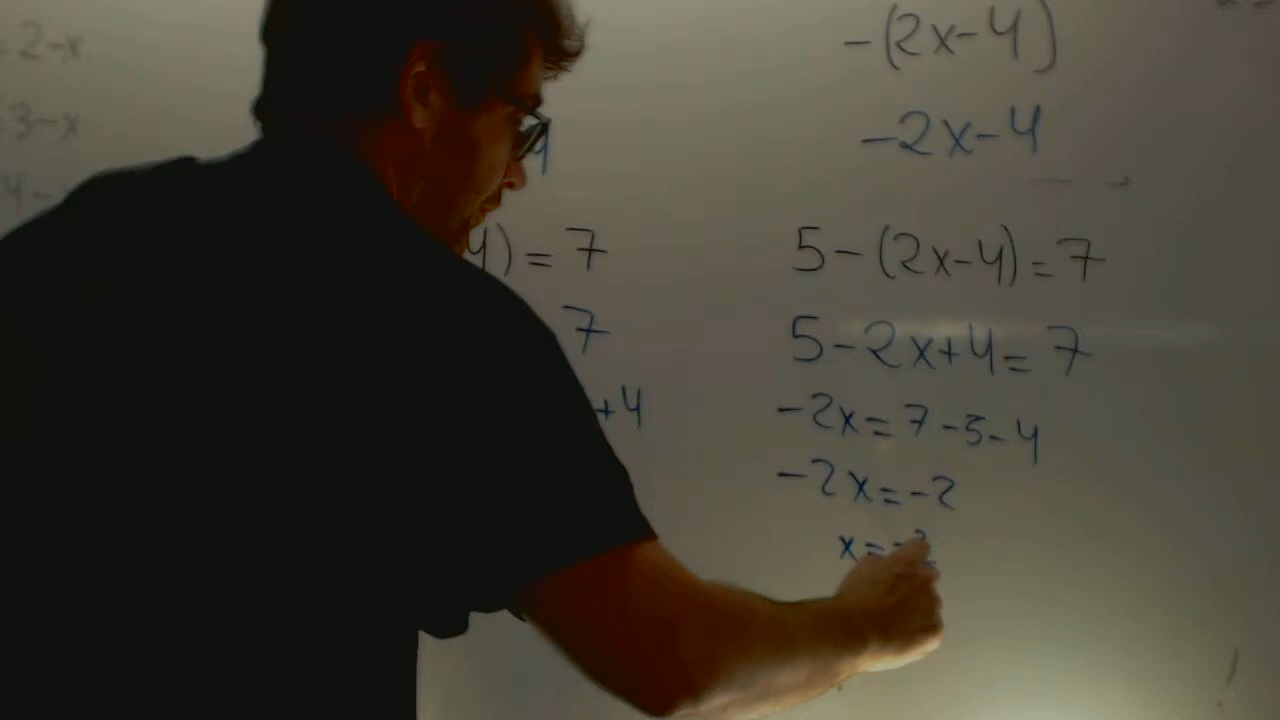 =2-x
=3-x
4-
4
4)=7
7
+4
-(2x-4)
-2x-4
5-(2x-4)=7
5-2x+4=7
-2x=7-5-4
-2x=-2
x=-2